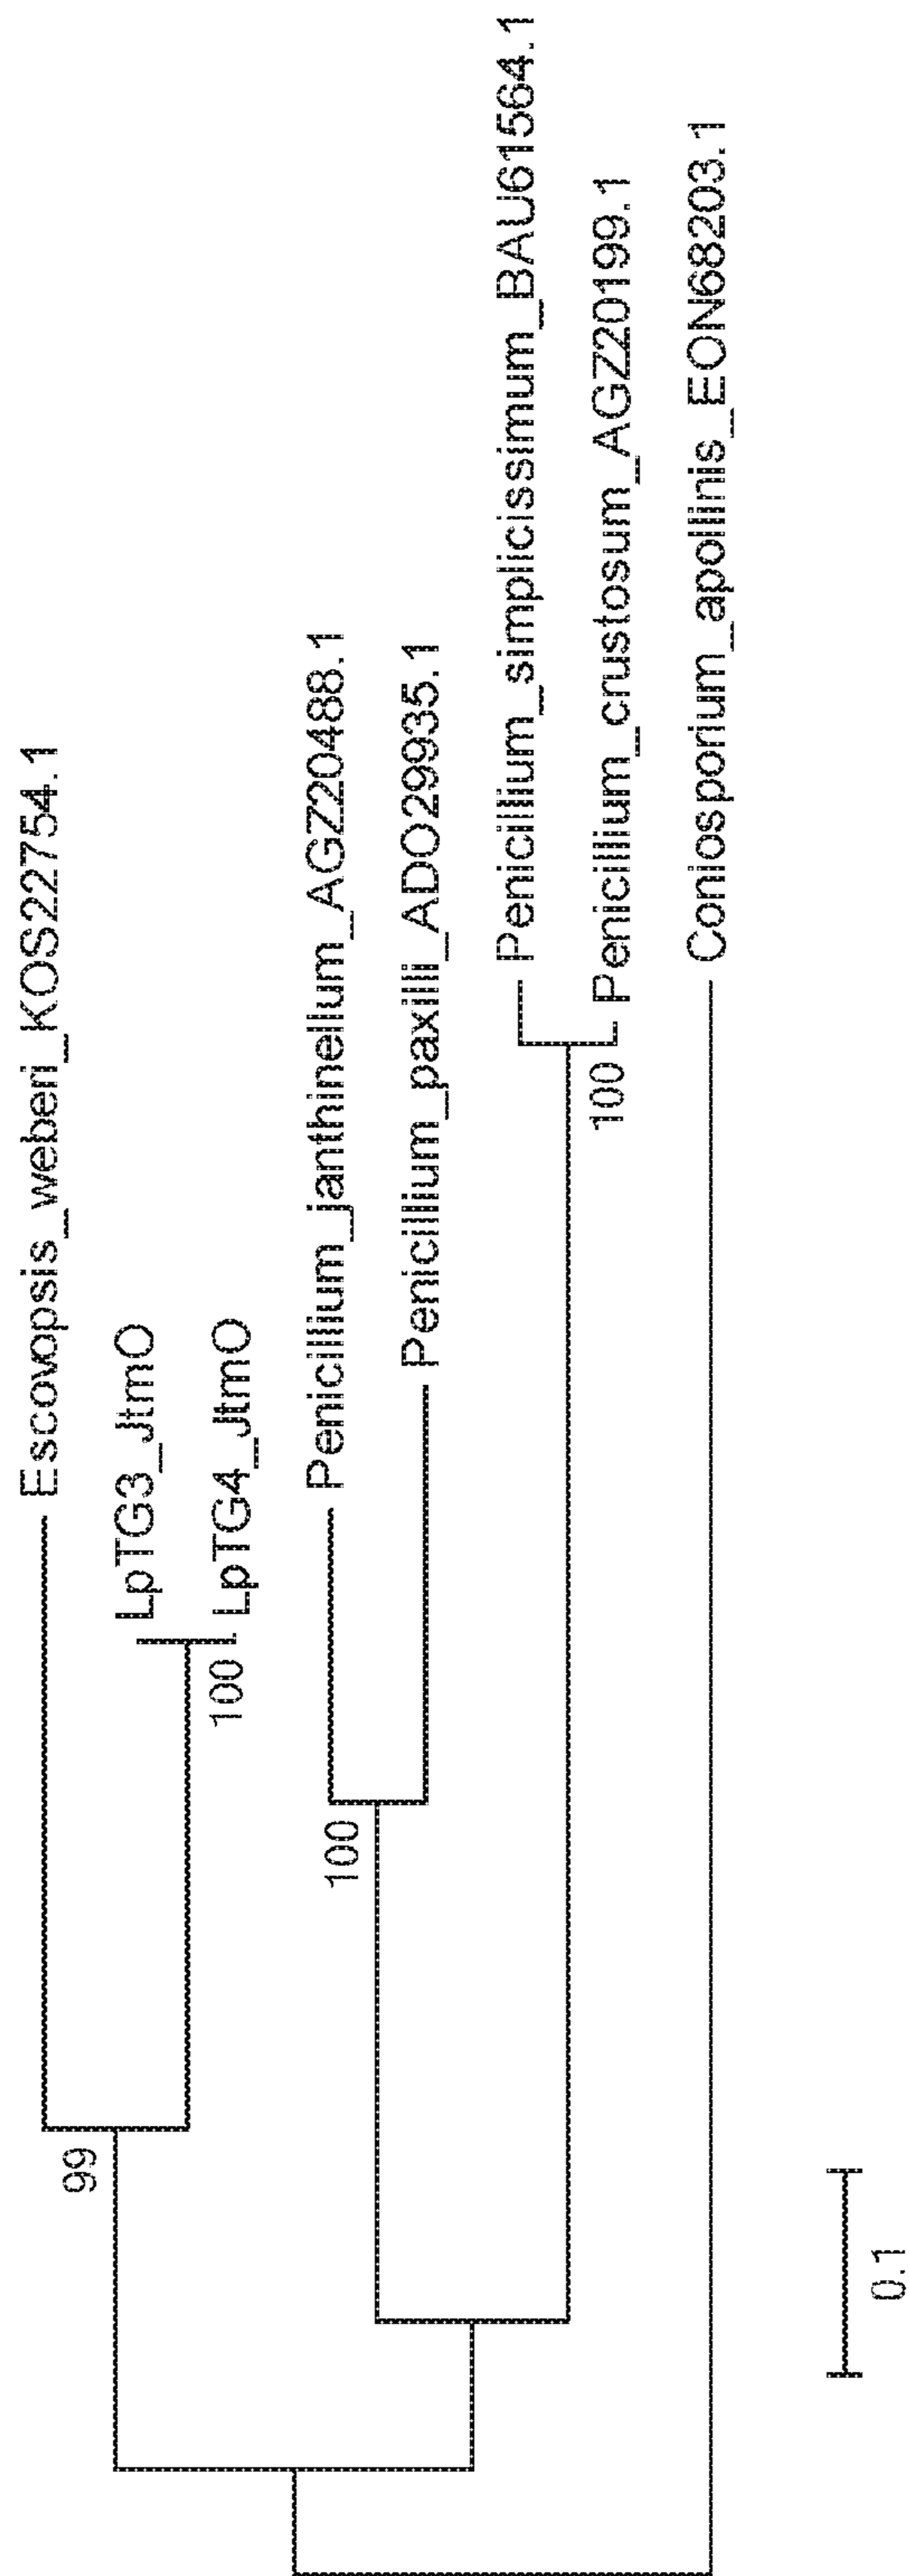 Escovopsis_weberi_KOS22754.1
99
LpTG3_JtmO
LpTG4_JtmO
100
Penicillium_janthinellum_AGZ20488.1
100
Penicillium_paxilli_ADO29935.1
Penicillium_simplicissimum_BAU61564.1
Penicillium_crustosum_AGZ20199.1
100
Coniosporium_apollinis_EON68203.1
0.1